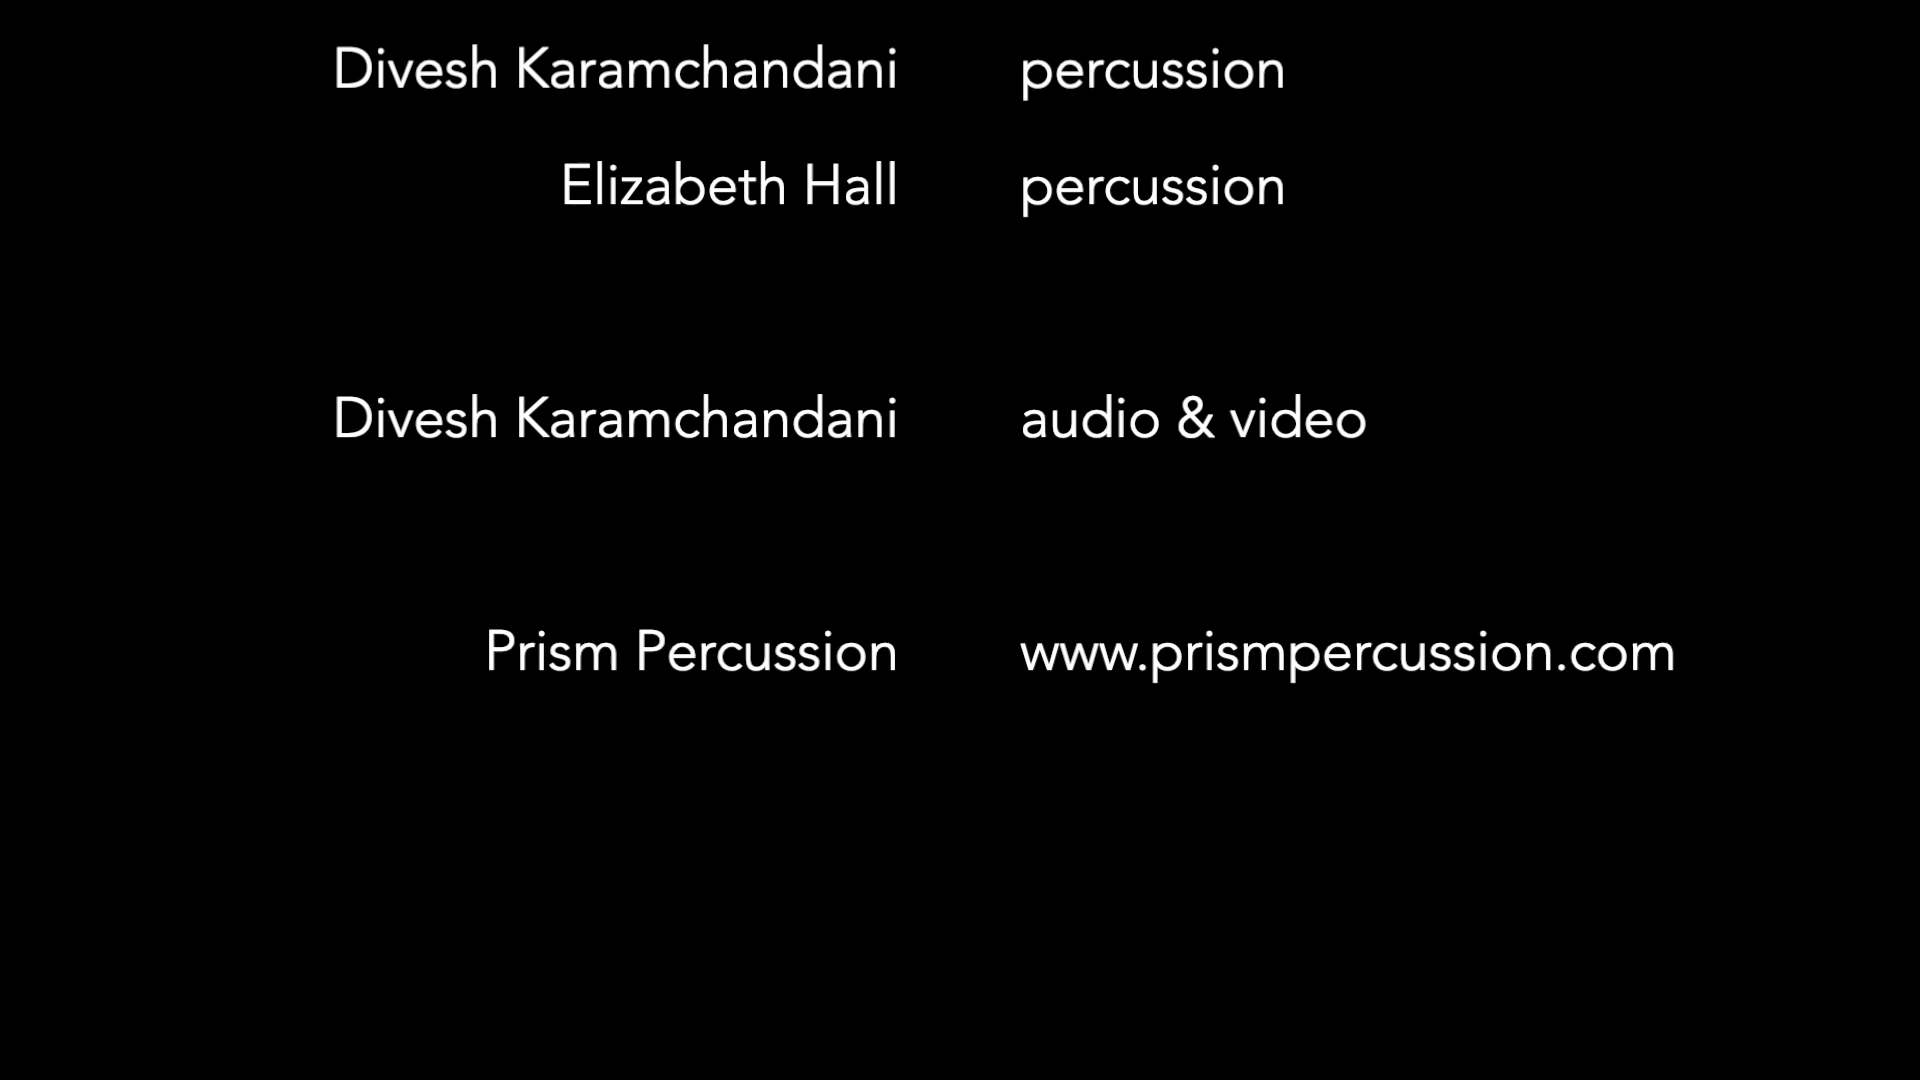 Divesh Karamchandani percussion
Elizabeth Hall percussion
Divesh Karamchandani audio & video
Prism Percussion www.prismpercussion.com